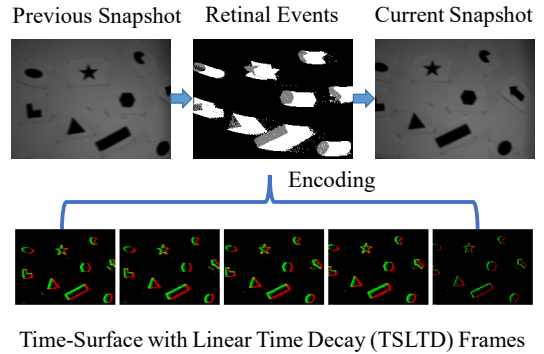 Previous Snapshot Retinal Events Current Snapshot
Encoding
Time-Surface with Linear Time Decay (TSLTD) Frames